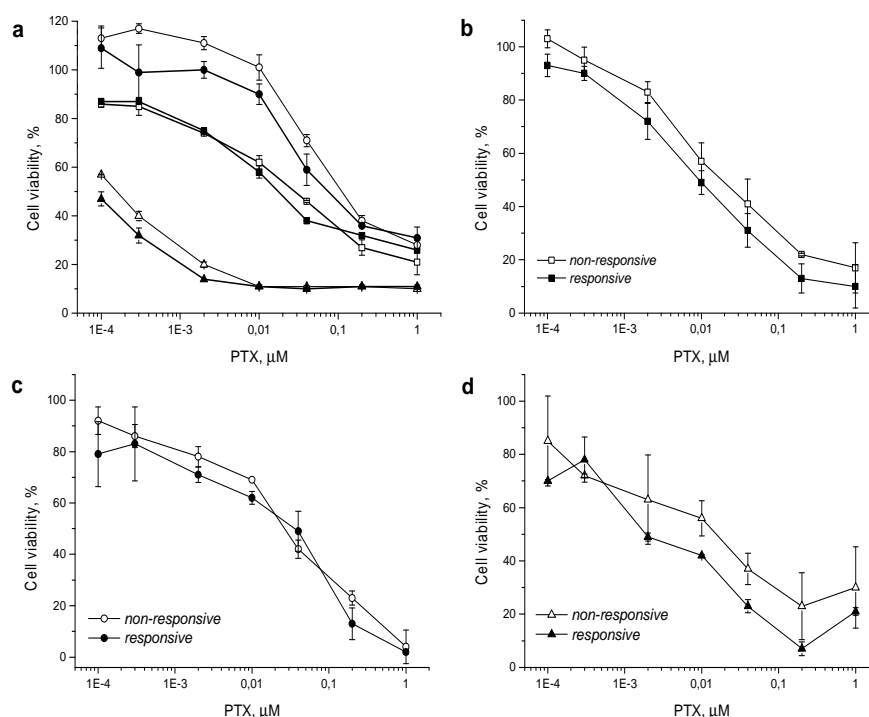 a
Cell viability, %
120
100
80
60
40
20
0
1E-4 1E-3 0,01 0,1 1
PTX, μM
b
Cell viability, %
100
80
60
40
20
0
non-responsive
responsive
1E-4 1E-3 0,01 0,1 1
PTX, μM
c
Cell viability, %
100
80
60
40
20
0
non-responsive
responsive
1E-4 1E-3 0,01 0,1 1
PTX, μM
d
Cell viability, %
100
80
60
40
20
0
non-responsive
responsive
1E-4 1E-3 0,01 0,1 1
PTX, μM